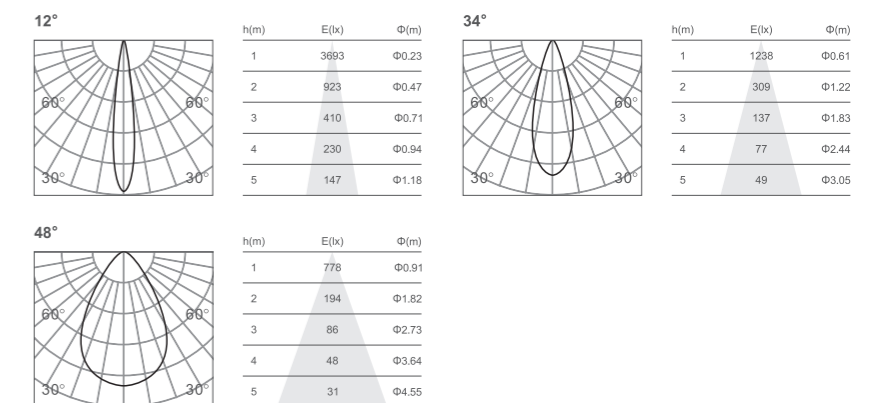 12°
60° 60°
30° 30°
h(m) E(lx) Φ(m)
1 3693 Φ0.23
2 923 Φ0.47
3 410 Φ0.71
4 230 Φ0.94
5 147 Φ1.18
34°
60° 60°
30° 30°
h(m) E(lx) Φ(m)
1 1238 Φ0.61
2 309 Φ1.22
3 137 Φ1.83
4 77 Φ2.44
5 49 Φ3.05
48°
60° 60°
30° 30°
h(m) E(lx) Φ(m)
1 778 Φ0.91
2 194 Φ1.82
3 86 Φ2.73
4 48 Φ3.64
5 31 Φ4.55